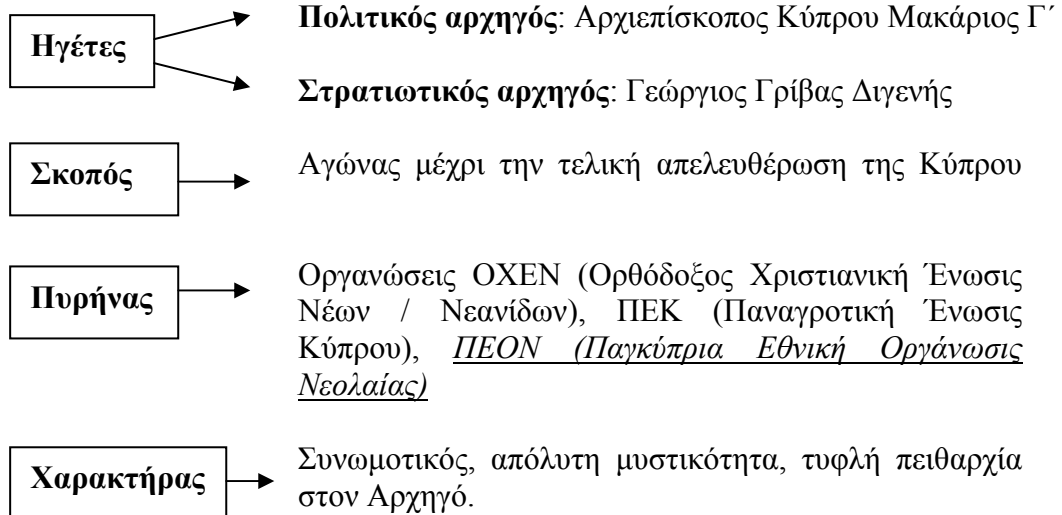 Ηγέτες
Πολιτικός αρχηγός: Αρχιεπίσκοπος Κύπρου Μακάριος Γ΄
Στρατιωτικός αρχηγός: Γεώργιος Γρίβας Διγενής
Σκοπός
Αγώνας μέχρι την τελική απελευθέρωση της Κύπρου
Πυρήνας
Οργανώσεις ΟΧΕΝ (Ορθόδοξος Χριστιανική Ένωσις
Νέων / Νεανίδων), ΠΕΚ (Παναγροτική Ένωσις
Κύπρου), ΠΕΟΝ (Παγκύπρια Εθνική Οργάνωσις
Νεολαίας)
Χαρακτήρας
Συνωμοτικός, απόλυτη μυστικότητα, τυφλή πειθαρχία
στον Αρχηγό.